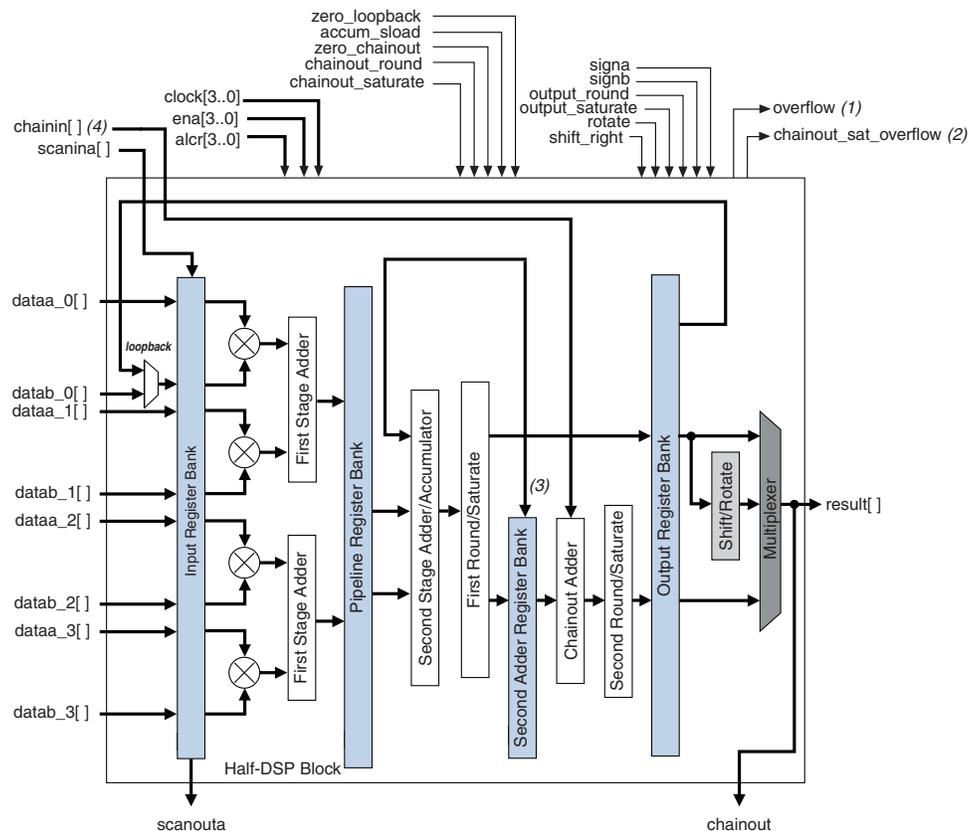 zero_loopback
accum_sload
zero_chainout
chainout_round
chainout_saturate
signa
signb
output_round
output_saturate
rotate
shift_right
clock[3..0]
ena[3..0]
alcr[3..0]
overflow (1)
chainout_sat_overflow (2)
chainin[ ] (4)
scanina[ ]
dataa_0[ ]
loopback
datab_0[ ]
dataa_1[ ]
datab_1[ ]
dataa_2[ ]
datab_2[ ]
dataa_3[ ]
datab_3[ ]
Input Register Bank
First Stage Adder
First Stage Adder
Pipeline Register Bank
Second Stage Adder/Accumulator
First Round/Saturate
(3)
Second Adder Register Bank
Chainout Adder
Second Round/Saturate
Output Register Bank
Shift/Rotate
Multiplexer
result[ ]
Half-DSP Block
scanouta
chainout